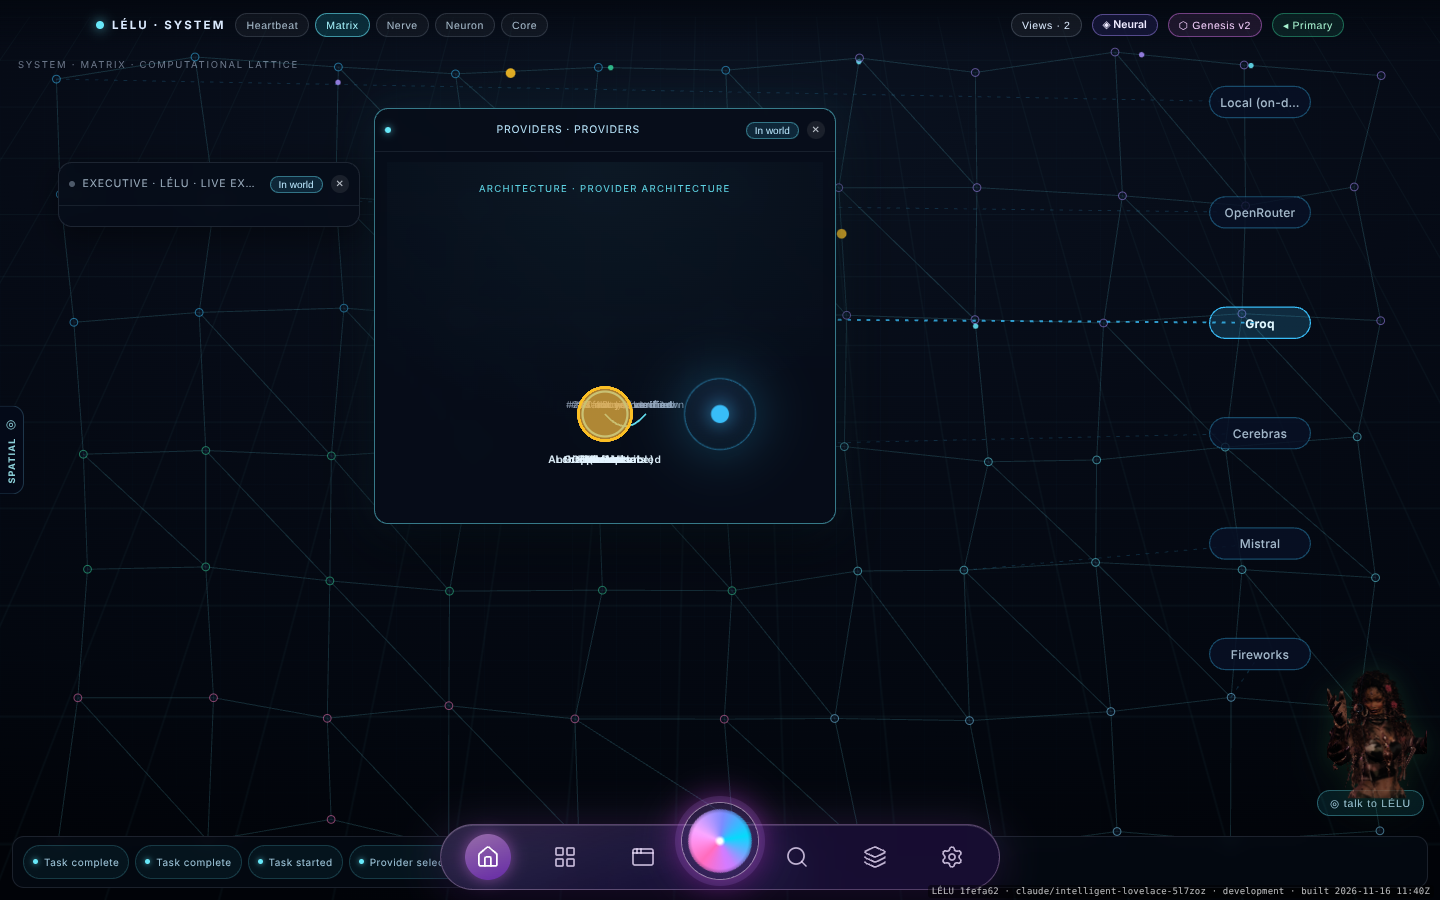 LÉLU · SYSTEM
Heartbeat
Matrix
Nerve
Neuron
Core
Views · 2
◈ Neural
⬡ Genesis v2
◂ Primary
SYSTEM · MATRIX · COMPUTATIONAL LATTICE
Local (on-d...
PROVIDERS · PROVIDERS
In world
✕
EXECUTIVE · LÉLU · LIVE EX...
In world
✕
ARCHITECTURE · PROVIDER ARCHITECTURE
OpenRouter
Groq
Cerebras
SPATIAL ◎
Mistral
Fireworks
◎ talk to LÉLU
Task complete
Task complete
Task started
Provider selec
LÉLU 1fefa62 · claude/intelligent-lovelace-5l7zoz · development · built 2026-11-16 11:40Z